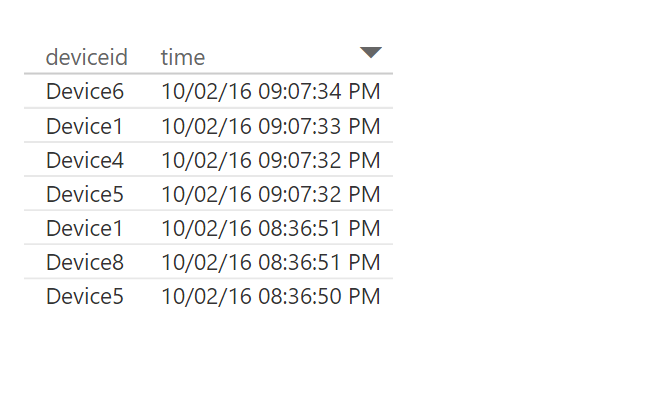 deviceid time
Device6 10/02/16 09:07:34 PM
Device1 10/02/16 09:07:33 PM
Device4 10/02/16 09:07:32 PM
Device5 10/02/16 09:07:32 PM
Device1 10/02/16 08:36:51 PM
Device8 10/02/16 08:36:51 PM
Device5 10/02/16 08:36:50 PM